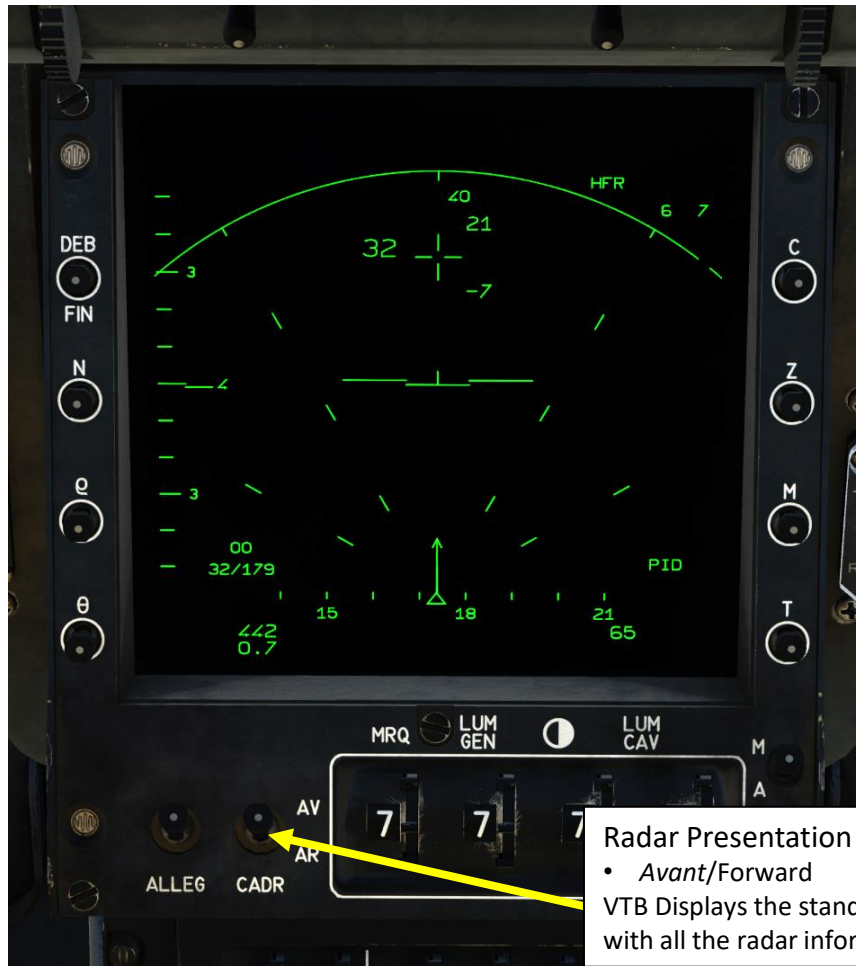 HFR
40
6 7
21
DEB
32
C
3
FIN
-7
N
Z
4
ρ
M
3
00
PID
32/179
θ
T
15
18
21
442
65
0.7
MRQ
LUM
GEN
LUM
CAV
M
A
AV
7
7
7
AR
ALLEG
CADR
Radar Presentation
• Avant/Forward
VTB Displays the stand
with all the radar infor